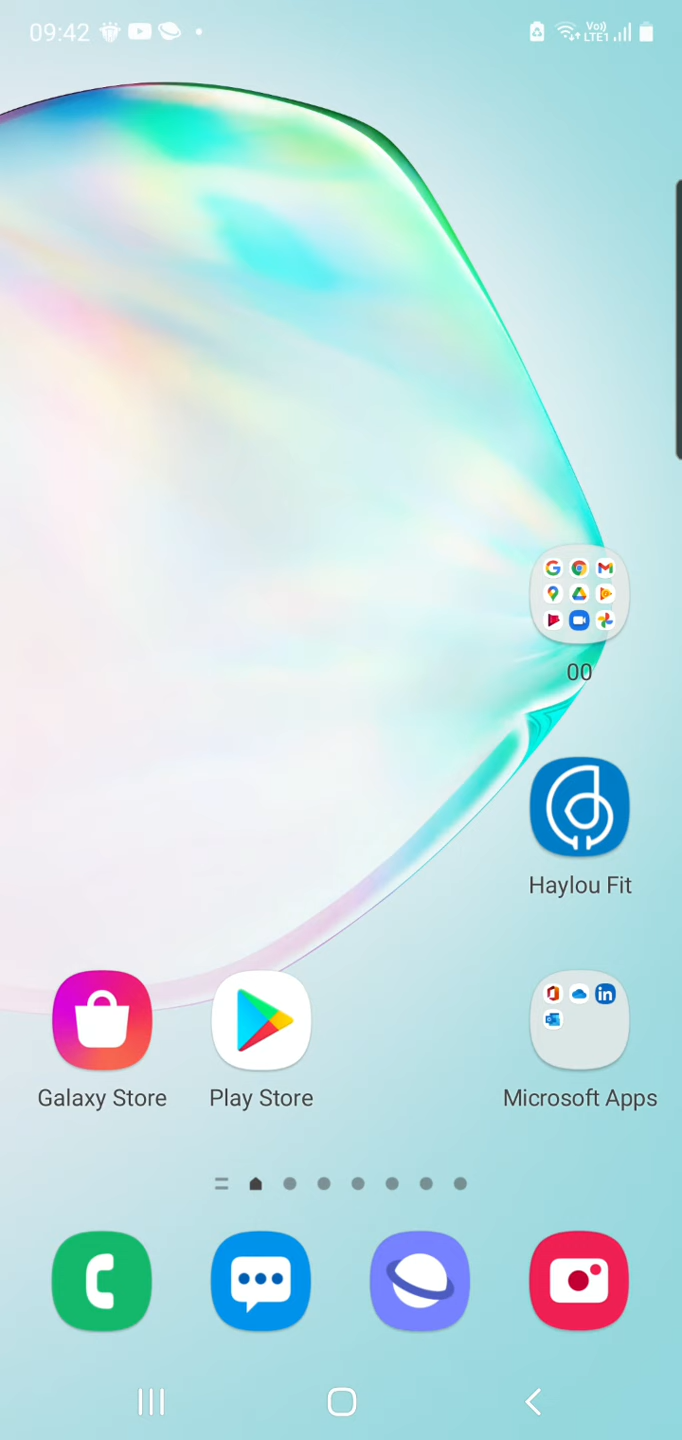 09:42
Vo))
LTE1
00
Haylou Fit
Galaxy Store
Play Store
Microsoft Apps